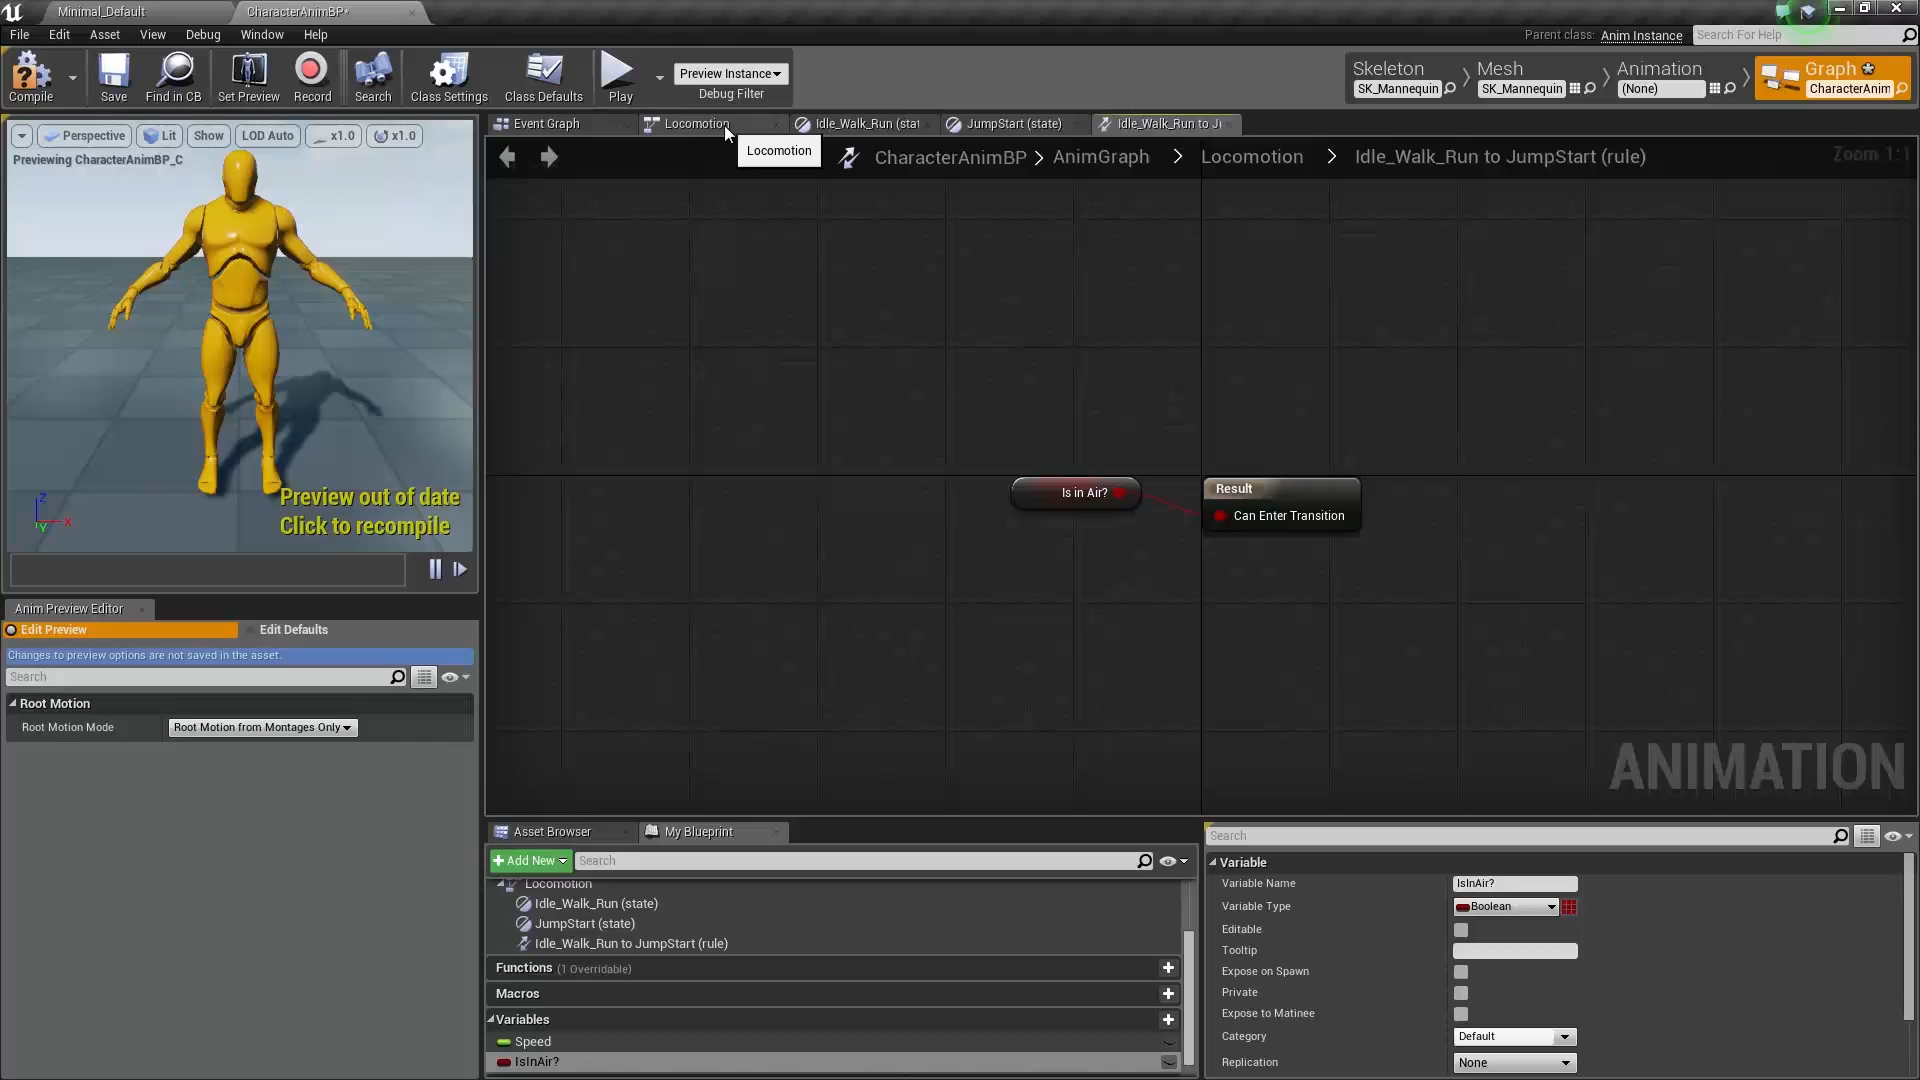 Minimal_Default
CharacterAnimBP*
File Edit Asset View Debug Window Help
Parent class: Anim Instance
Search For Help
Compile
Save
Find in CB
Set Preview
Record
Search
Class Settings
Class Defaults
Play
Preview Instance
Debug Filter
Skeleton
SK_Mannequin
Mesh
SK_Mannequin
Animation
(None)
Graph
CharacterAnim
Perspective
Lit
Show
LOD Auto
x1.0
x1.0
Previewing CharacterAnimBP_C
Z
X
Y
Preview out of date
Click to recompile
Event Graph
Locomotion
Idle_Walk_Run (stat
JumpStart (state)
Idle_Walk_Run to J
Locomotion
CharacterAnimBP > AnimGraph > Locomotion > Idle_Walk_Run to JumpStart (rule)
Zoom 1:1
Is in Air?
Result
Can Enter Transition
ANIMATION
Anim Preview Editor
Edit Preview
Edit Defaults
Changes to preview options are not saved in the asset.
Search
Root Motion
Root Motion Mode
Root Motion from Montages Only
Asset Browser
My Blueprint
+ Add New
Search
Locomotion
Idle_Walk_Run (state)
JumpStart (state)
Idle_Walk_Run to JumpStart (rule)
Functions (1 Overridable)
Macros
Variables
Speed
IsInAir?
Search
Variable
Variable Name IsInAir?
Variable Type Boolean
Editable
Tooltip
Expose on Spawn
Private
Expose to Matinee
Category Default
Replication None